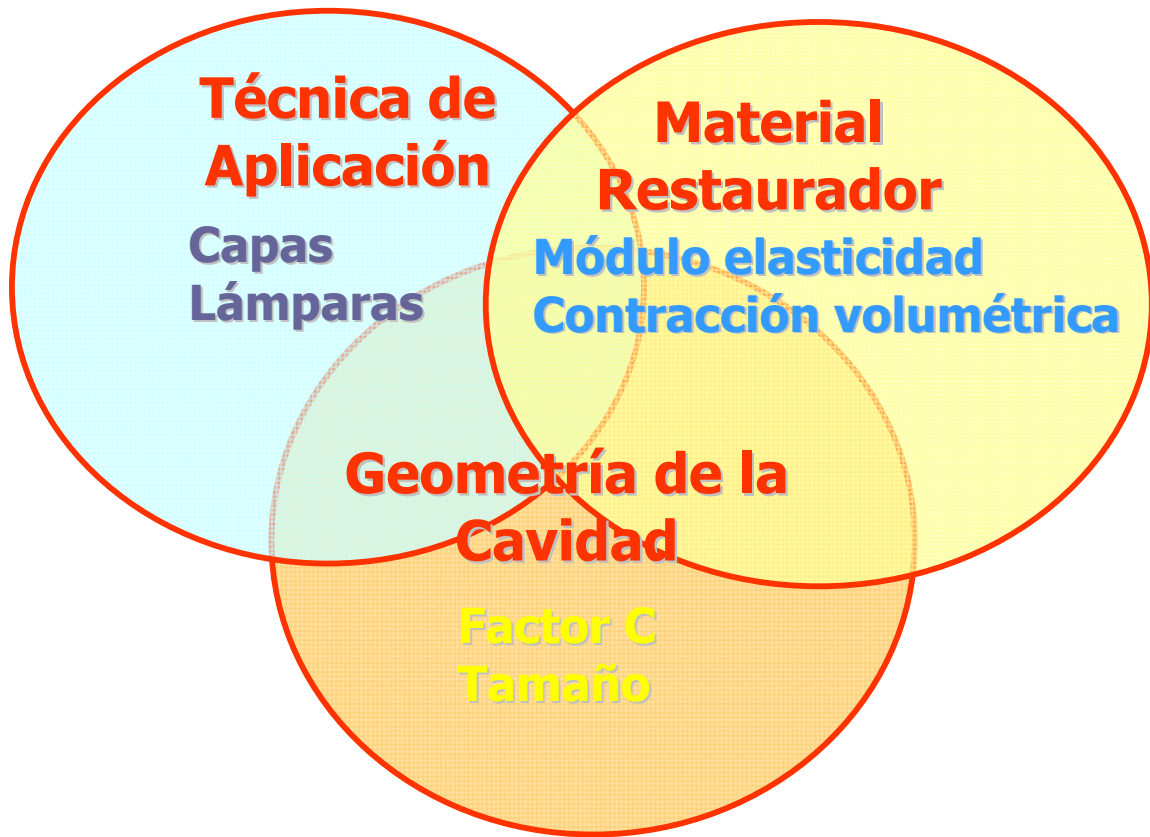 Técnica de
Aplicación
Capas
Lámparas
Material
Restaurador
Módulo elasticidad
Contracción volumétrica
Geometría de la
Cavidad
Factor C
Tamaño